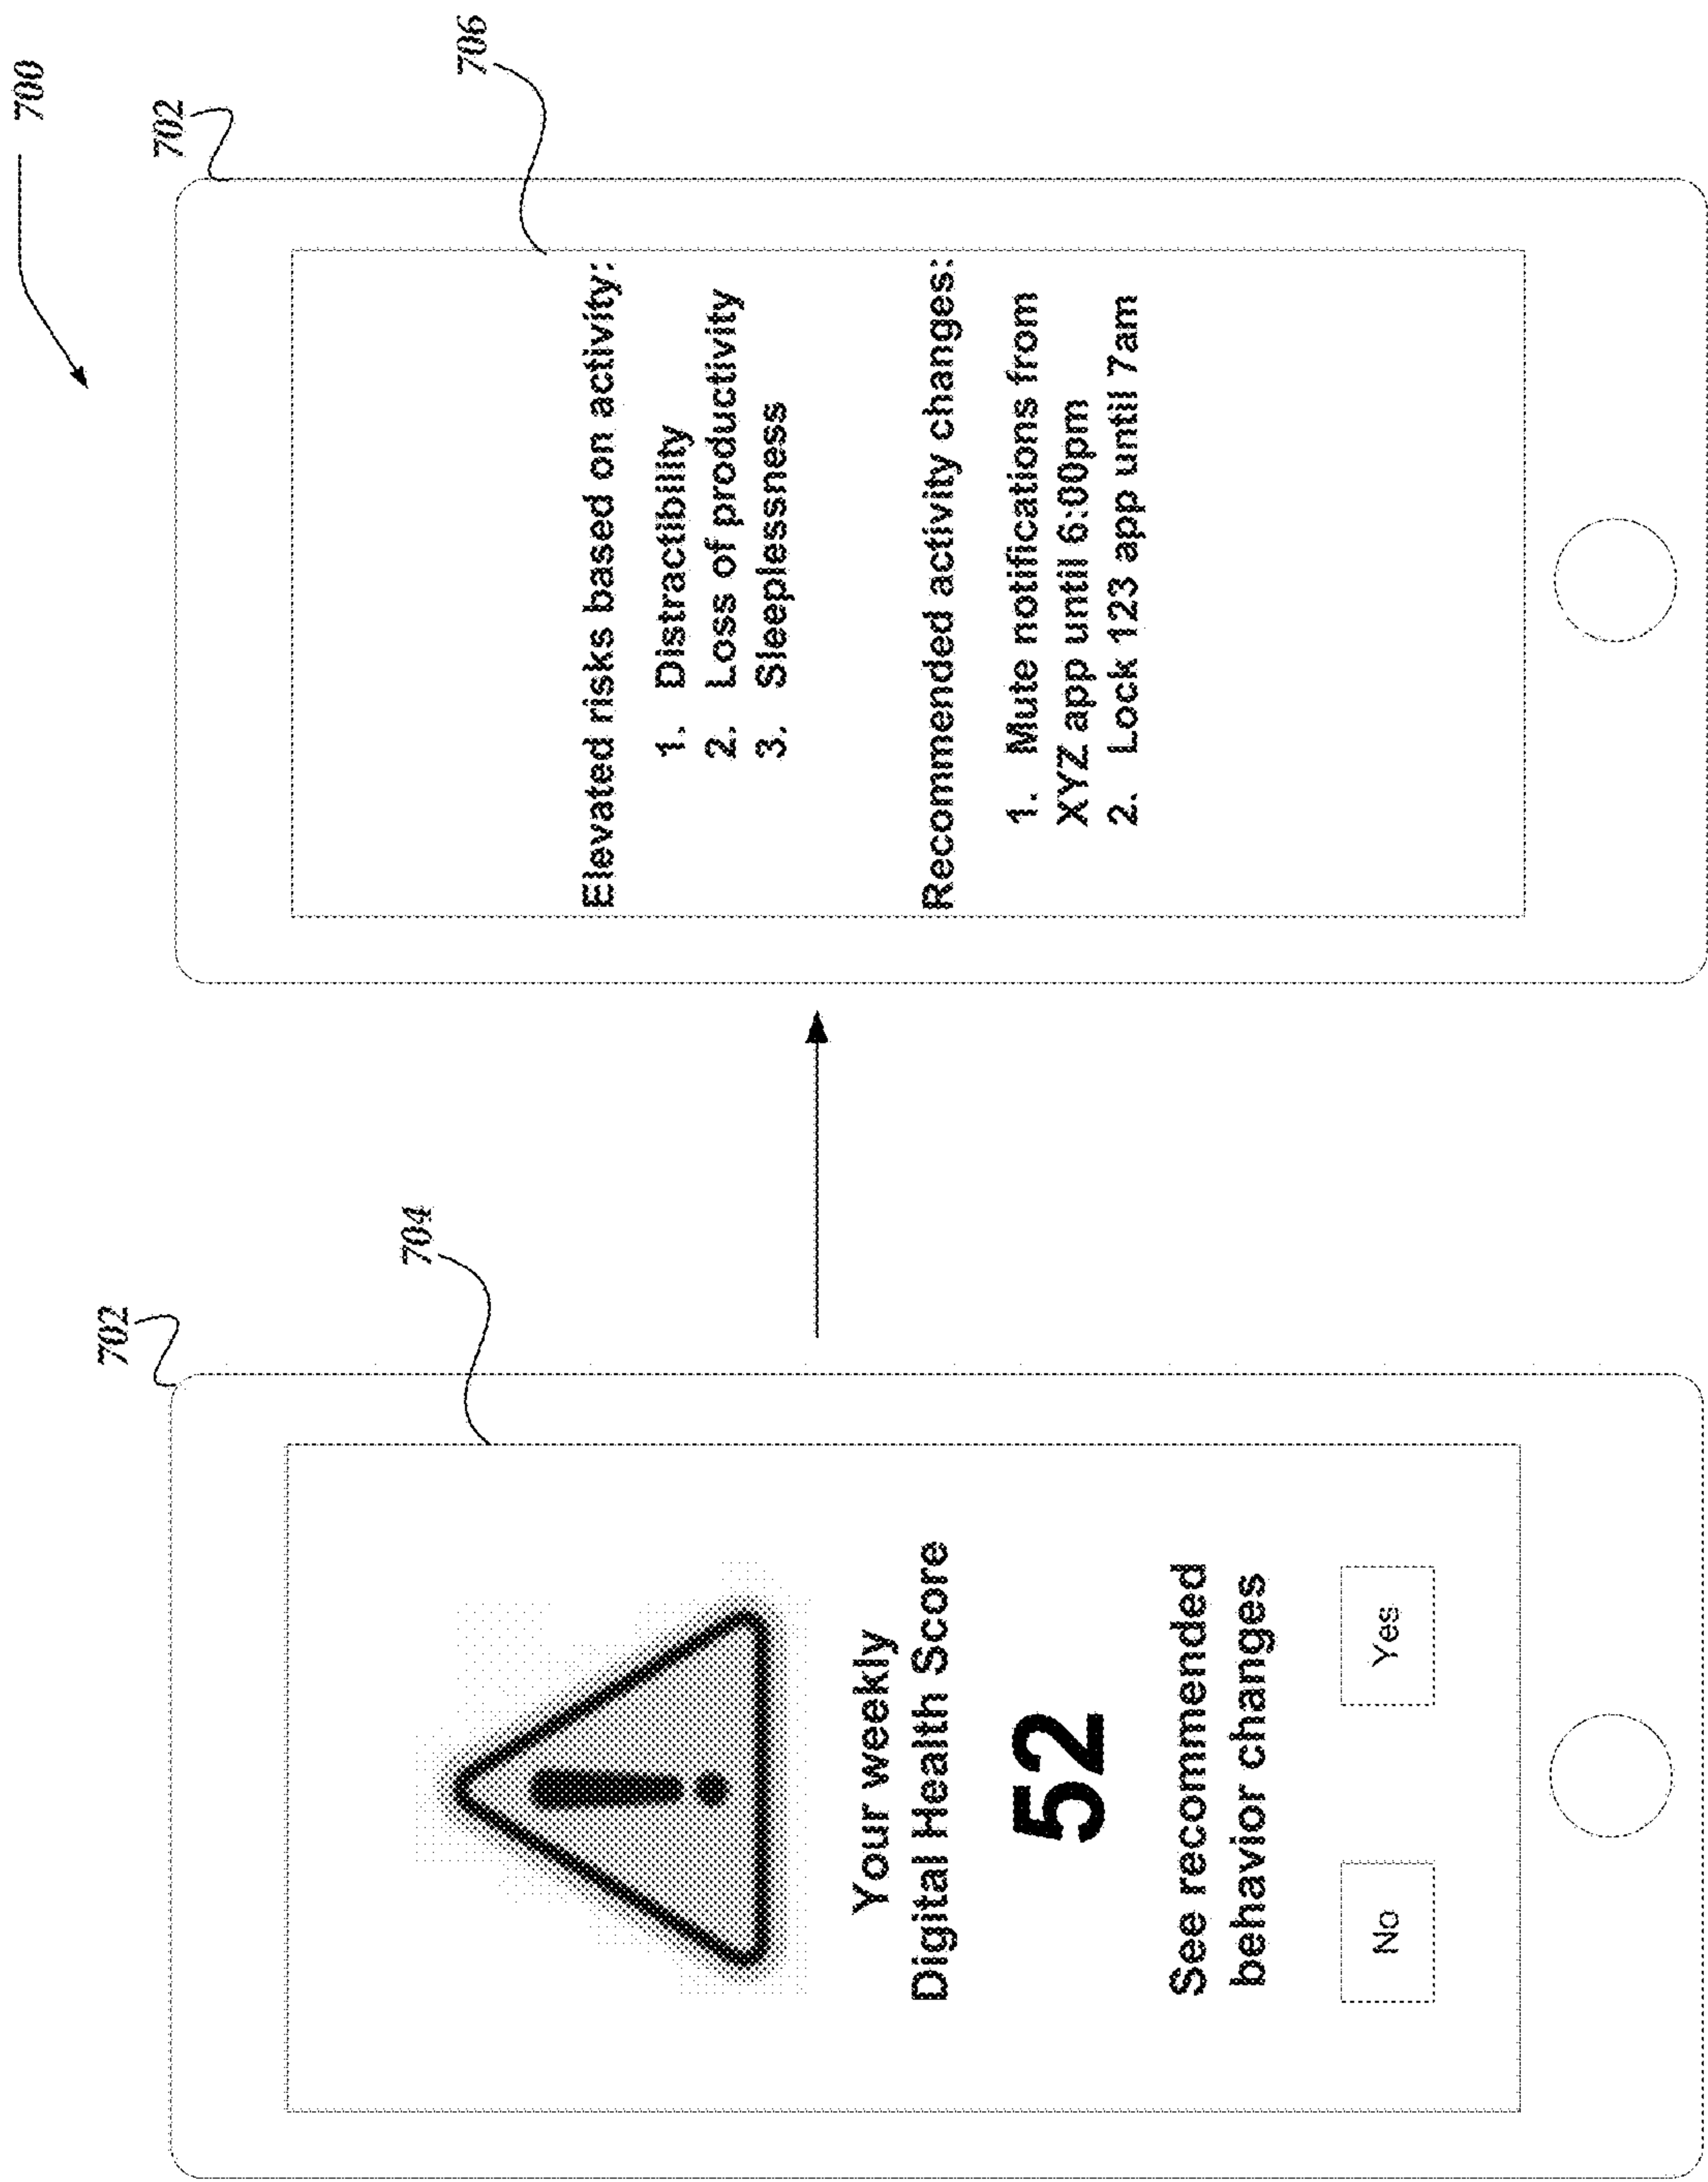 700
702
704
Your weekly
Digital Health Score
52
See recommended
behavior changes
No
Yes
702
706
Elevated risks based on activity:
1. Distractibility
2. Loss of productivity
3. Sleeplessness
Recommended activity changes:
1. Mute notifications from
XYZ app until 6:00pm
2. Lock 123 app until 7am